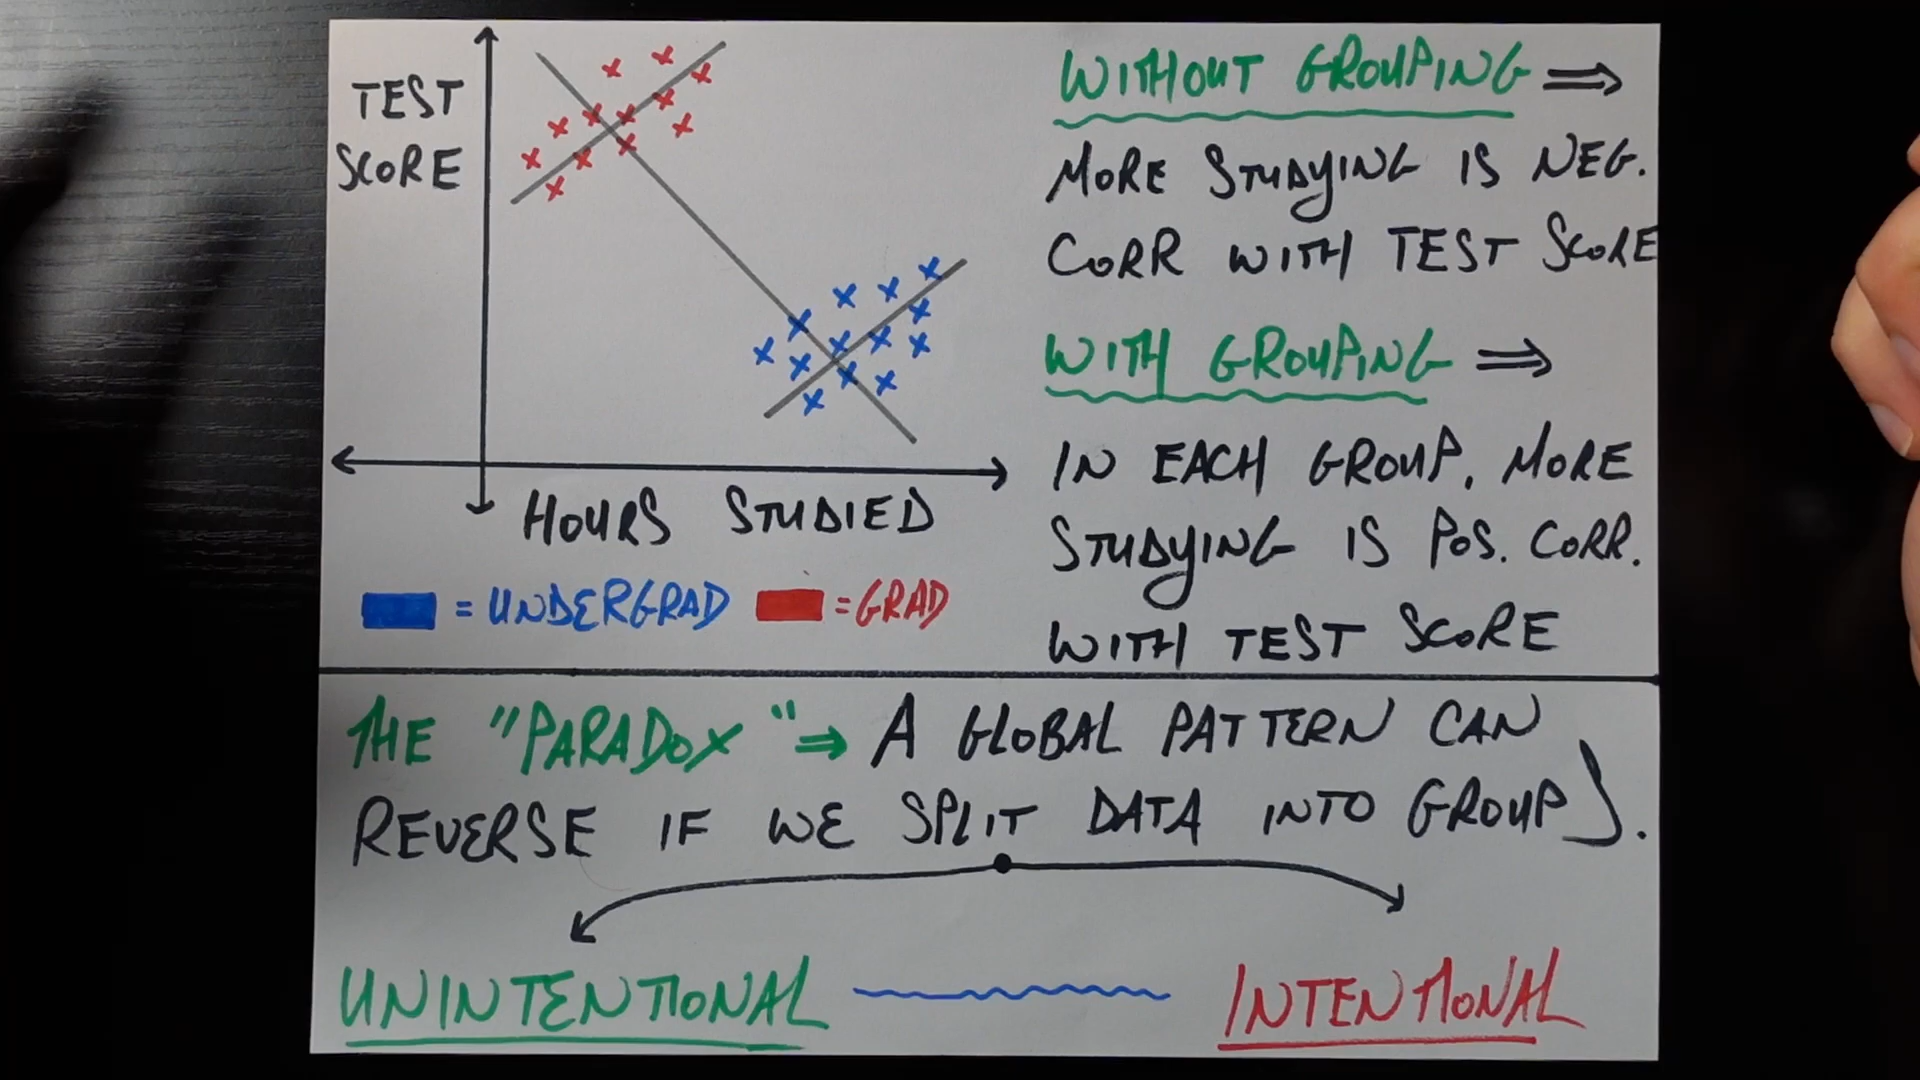 TEST
SCORE
HOURS STUDIED
= UNDERGRAD = GRAD
WITHOUT GROUPING ⇒
MORE STUDYING IS NEG.
CORR WITH TEST SCORE
WITH GROUPING ⇒
IN EACH GROUP, MORE
STUDYING IS POS. CORR.
WITH TEST SCORE
THE "PARADOX" ⇒ A GLOBAL PATTERN CAN
REVERSE IF WE SPLIT DATA INTO GROUPS.
UNINTENTIONAL INTENTIONAL